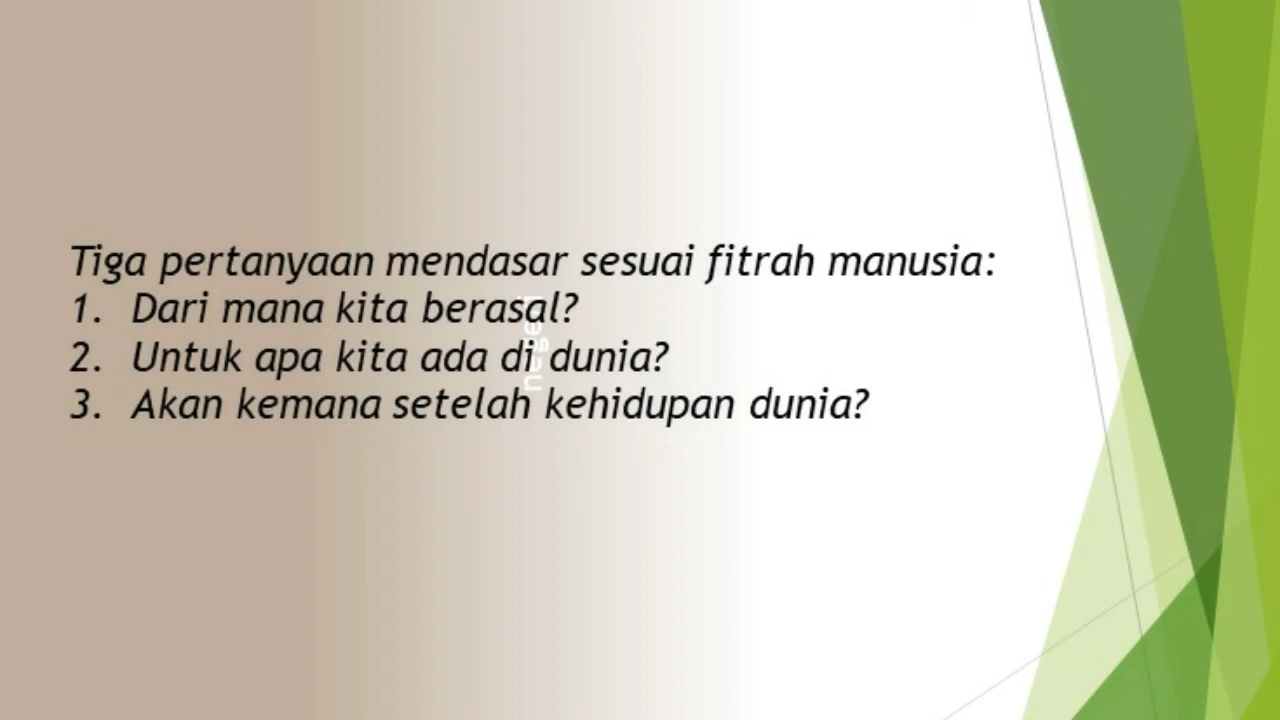 Tiga pertanyaan mendasar sesuai fitrah manusia:
1. Dari mana kita berasal?
2. Untuk apa kita ada di dunia?
3. Akan kemana setelah kehidupan dunia?